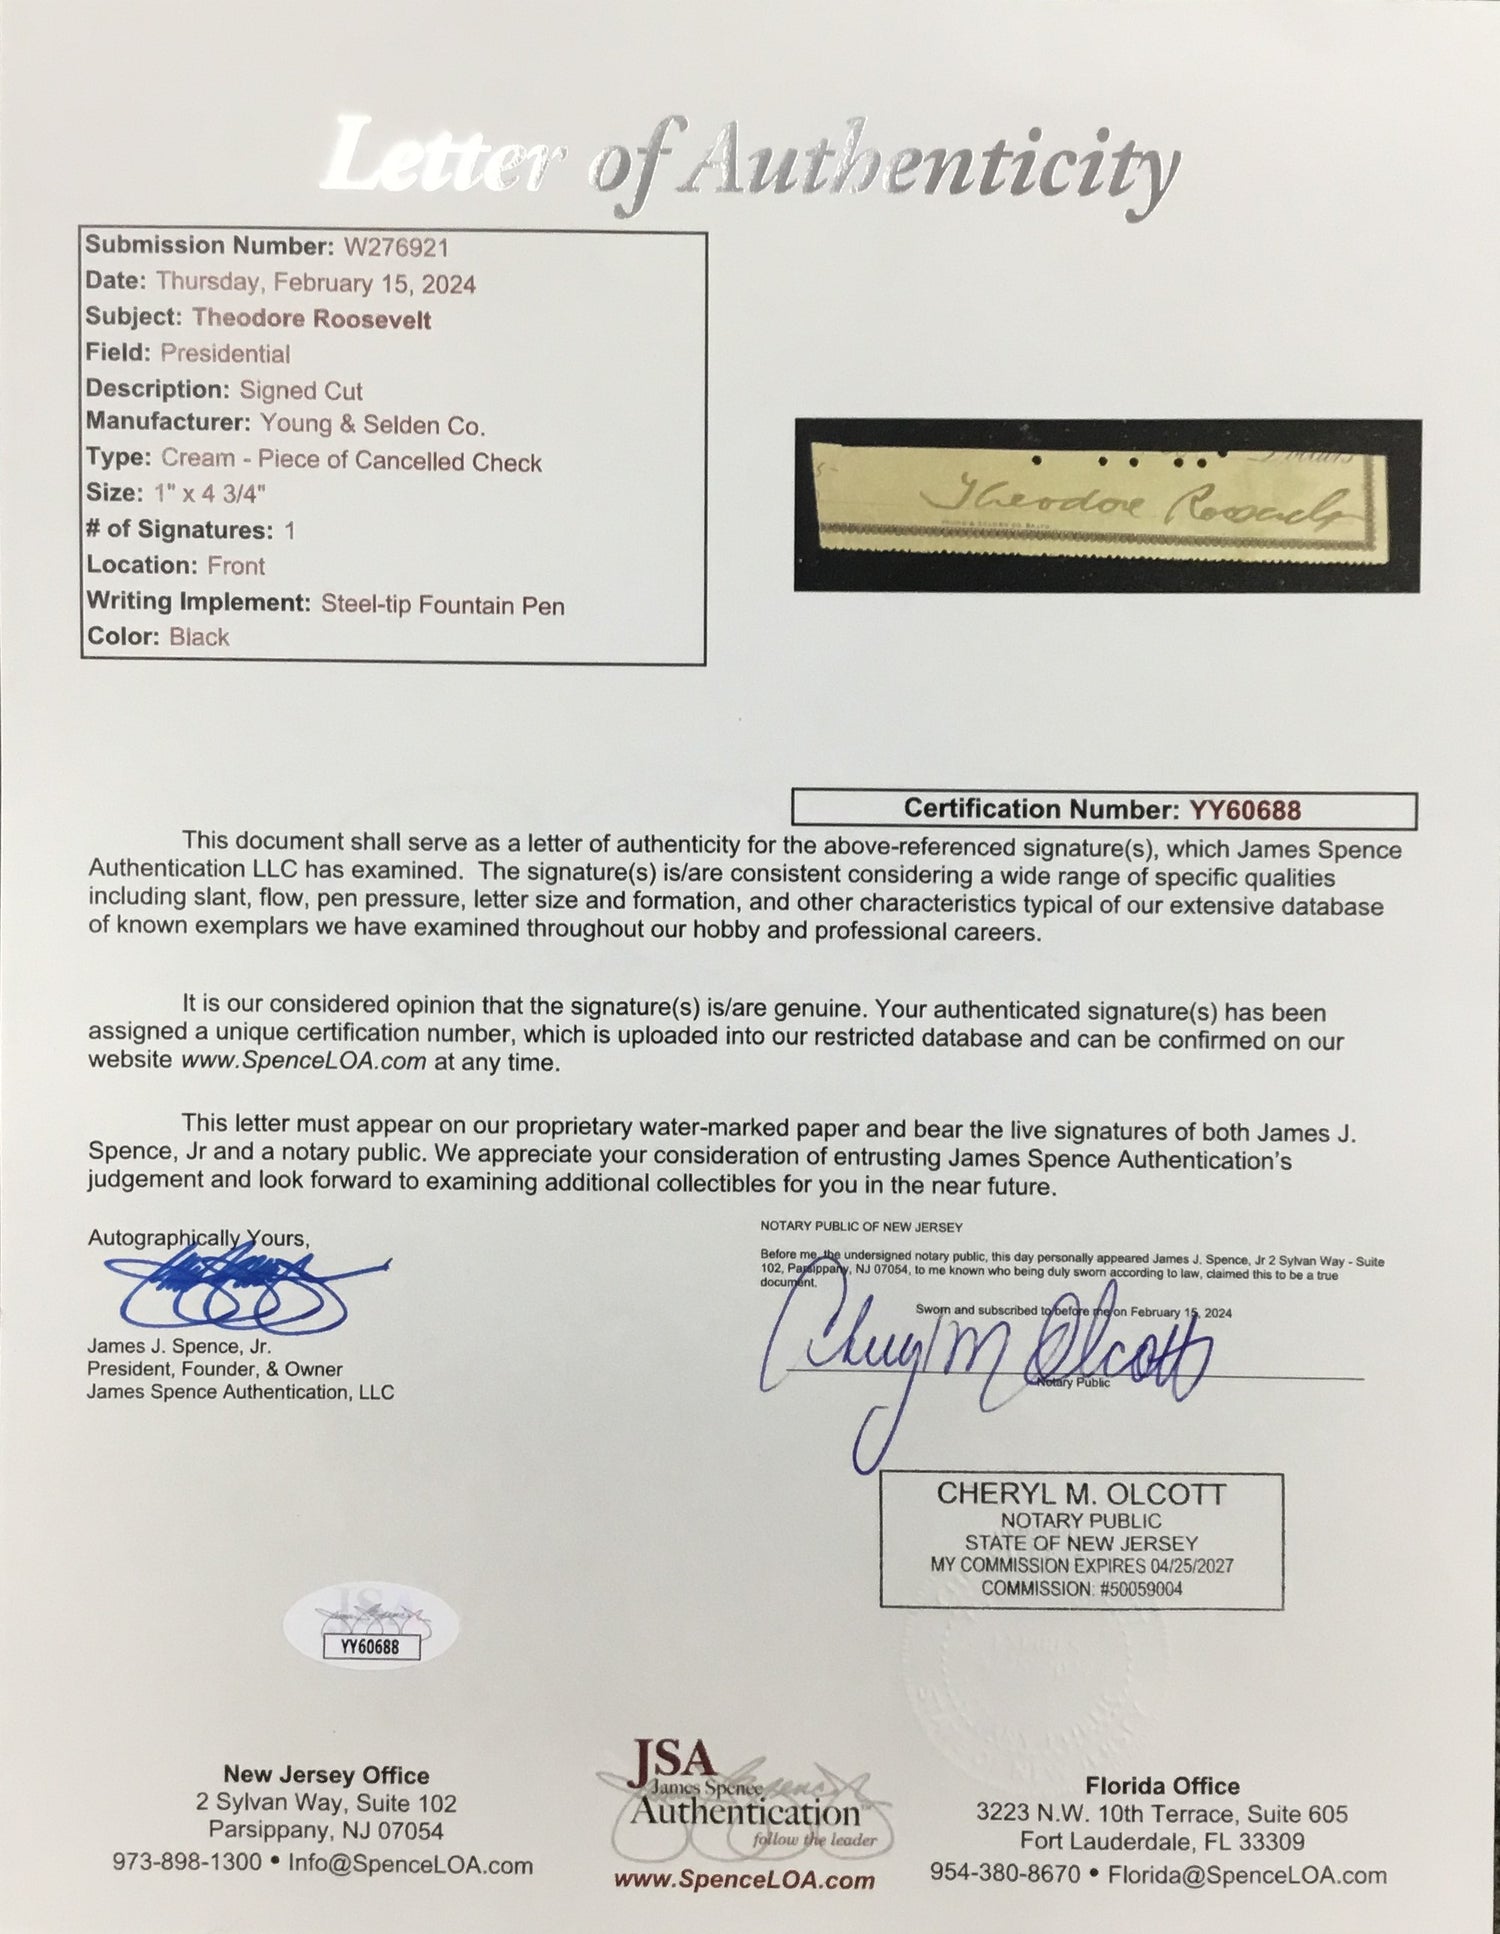 Letter of Authenticity
Submission Number: W276921
Date: Thursday, February 15, 2024
Subject: Theodore Roosevelt
Field: Presidential
Description: Signed Cut
Manufacturer: Young & Selden Co.
Type: Cream - Piece of Cancelled Check
Size: 1" x 4 3/4"
# of Signatures: 1
Location: Front
Writing Implement: Steel-tip Fountain Pen
Color: Black
Dollars
Theodore Roosevelt
Certification Number: YY60688
This document shall serve as a letter of authenticity for the above-referenced signature(s), which James Spence
Authentication LLC has examined. The signature(s) is/are consistent considering a wide range of specific qualities
including slant, flow, pen pressure, letter size and formation, and other characteristics typical of our extensive database
of known exemplars we have examined throughout our hobby and professional careers.
It is our considered opinion that the signature(s) is/are genuine. Your authenticated signature(s) has been
assigned a unique certification number, which is uploaded into our restricted database and can be confirmed on our
website www.SpenceLOA.com at any time.
This letter must appear on our proprietary water-marked paper and bear the live signatures of both James J.
Spence, Jr and a notary public. We appreciate your consideration of entrusting James Spence Authentication's
judgement and look forward to examining additional collectibles for you in the near future.
Autographically Yours,
James J. Spence, Jr.
President, Founder, & Owner
James Spence Authentication, LLC
NOTARY PUBLIC OF NEW JERSEY
Before me, the undersigned notary public, this day personally appeared James J. Spence, Jr 2 Sylvan Way - Suite
102, Parsippany, NJ 07054, to me known who being duly sworn according to law, claimed this to be a true
document.
Sworn and subscribed to before me on February 15, 2024
Cheryl M Olcott
Notary Public
CHERYL M. OLCOTT
NOTARY PUBLIC
STATE OF NEW JERSEY
MY COMMISSION EXPIRES 04/25/2027
COMMISSION: #50059004
JSA
YY60688
New Jersey Office
2 Sylvan Way, Suite 102
Parsippany, NJ 07054
973-898-1300 • Info@SpenceLOA.com
JSA
James Spence
Authentication
follow the leader
www.SpenceLOA.com
Florida Office
3223 N.W. 10th Terrace, Suite 605
Fort Lauderdale, FL 33309
954-380-8670 • Florida@SpenceLOA.com